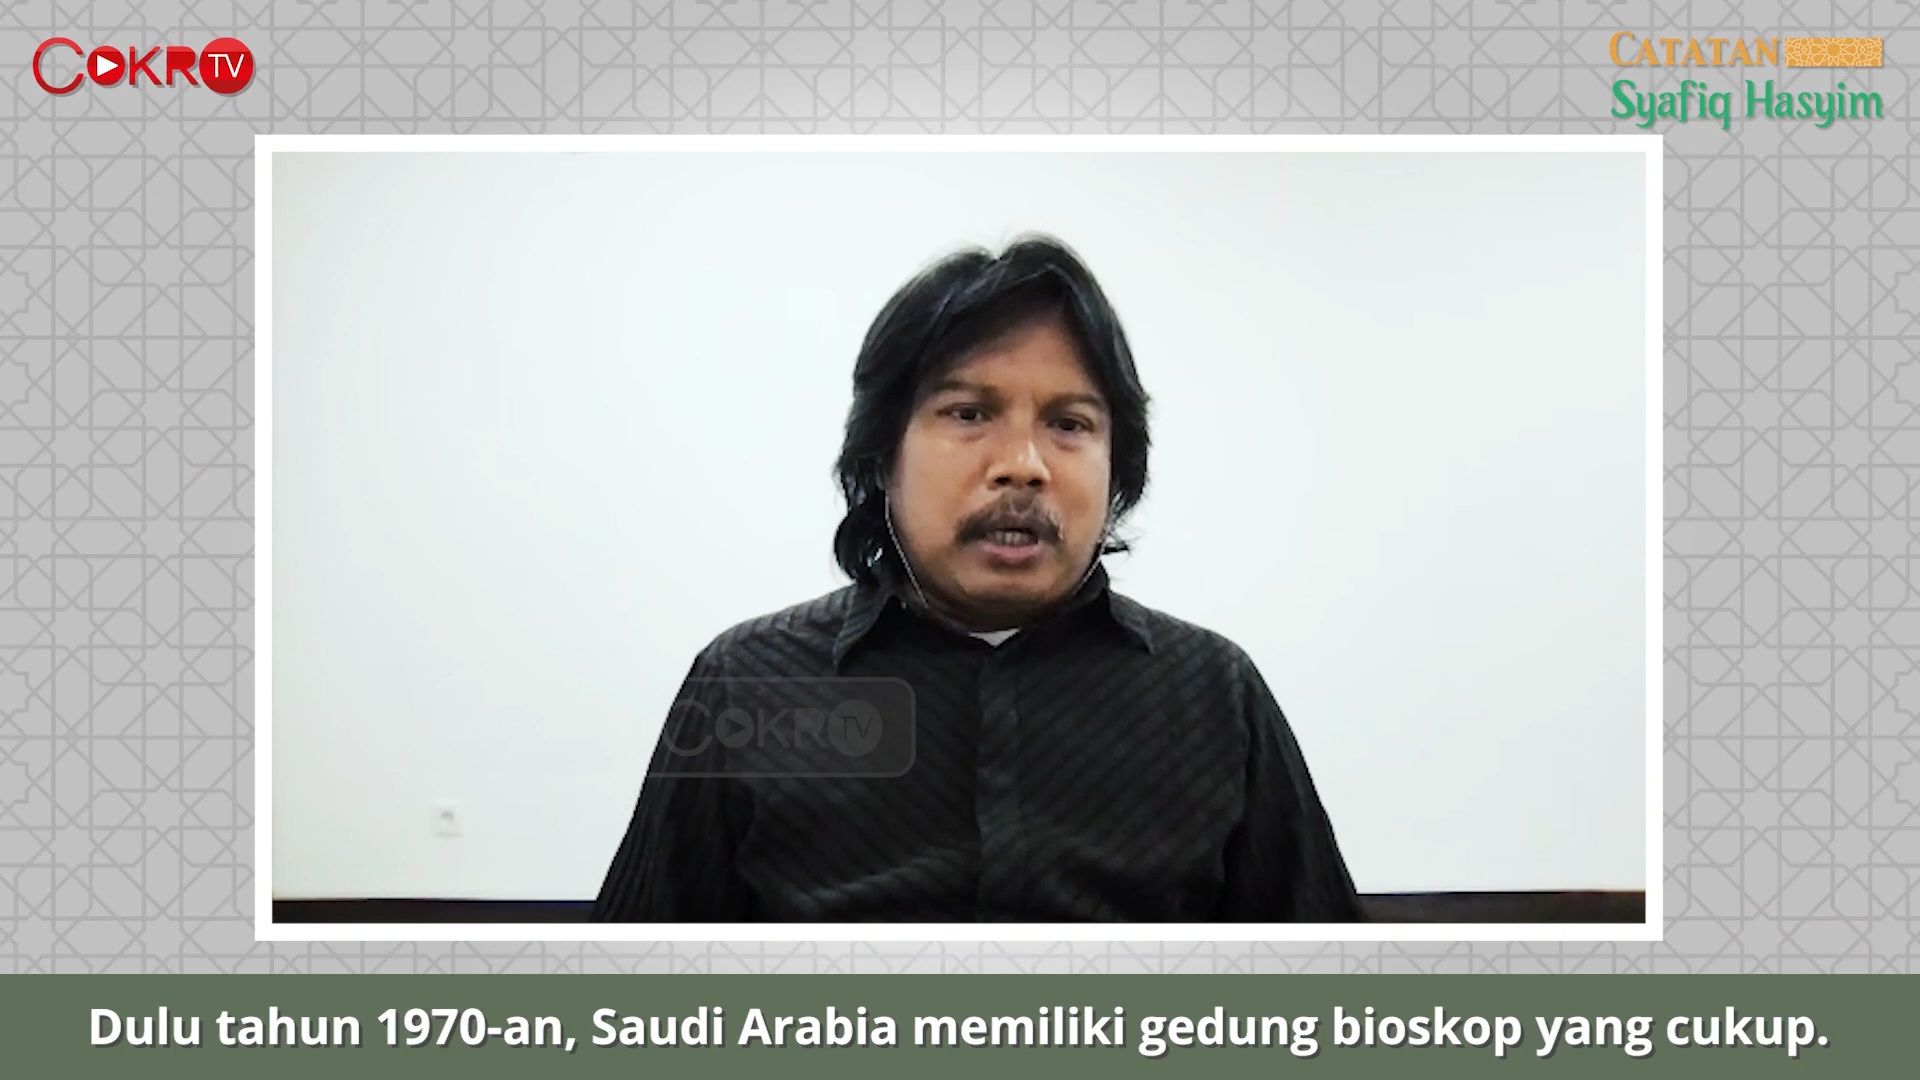 COKRO TV
CATATAN
Syafiq Hasyim
COKRO TV
Dulu tahun 1970-an, Saudi Arabia memiliki gedung bioskop yang cukup.